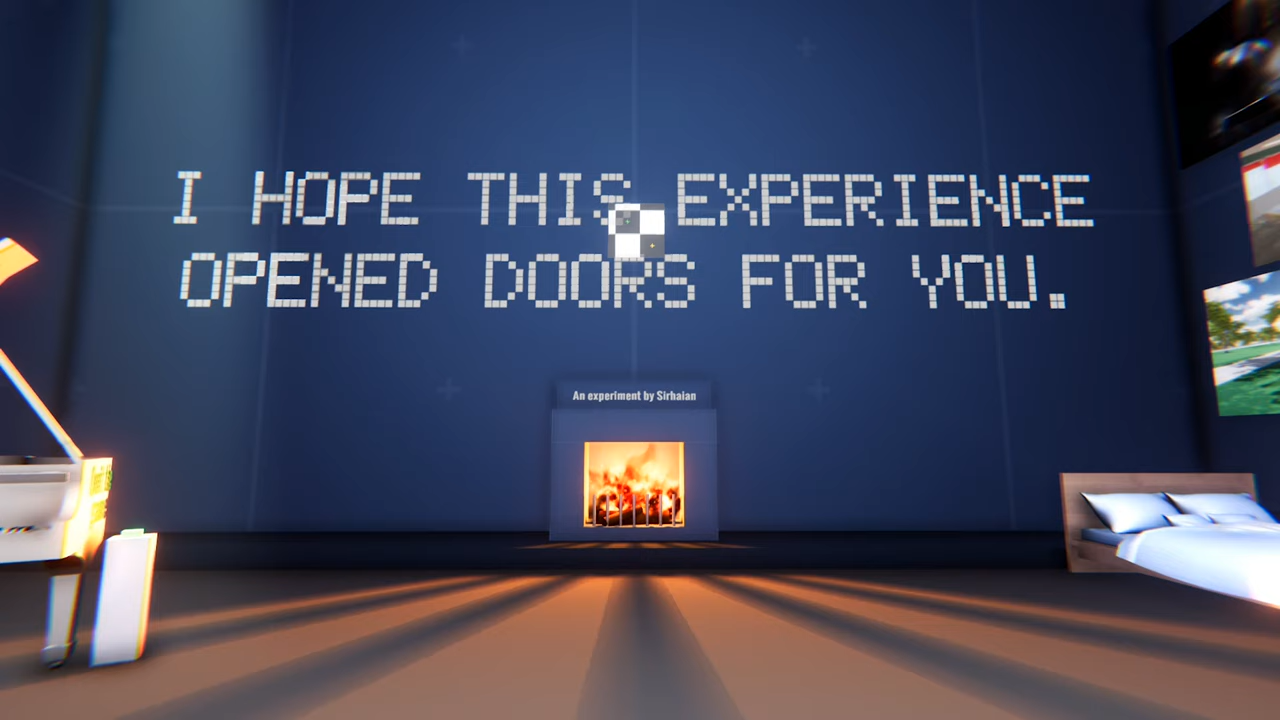 I HOPE THIS EXPERIENCE
OPENED DOORS FOR YOU.
An experiment by Sirhaian